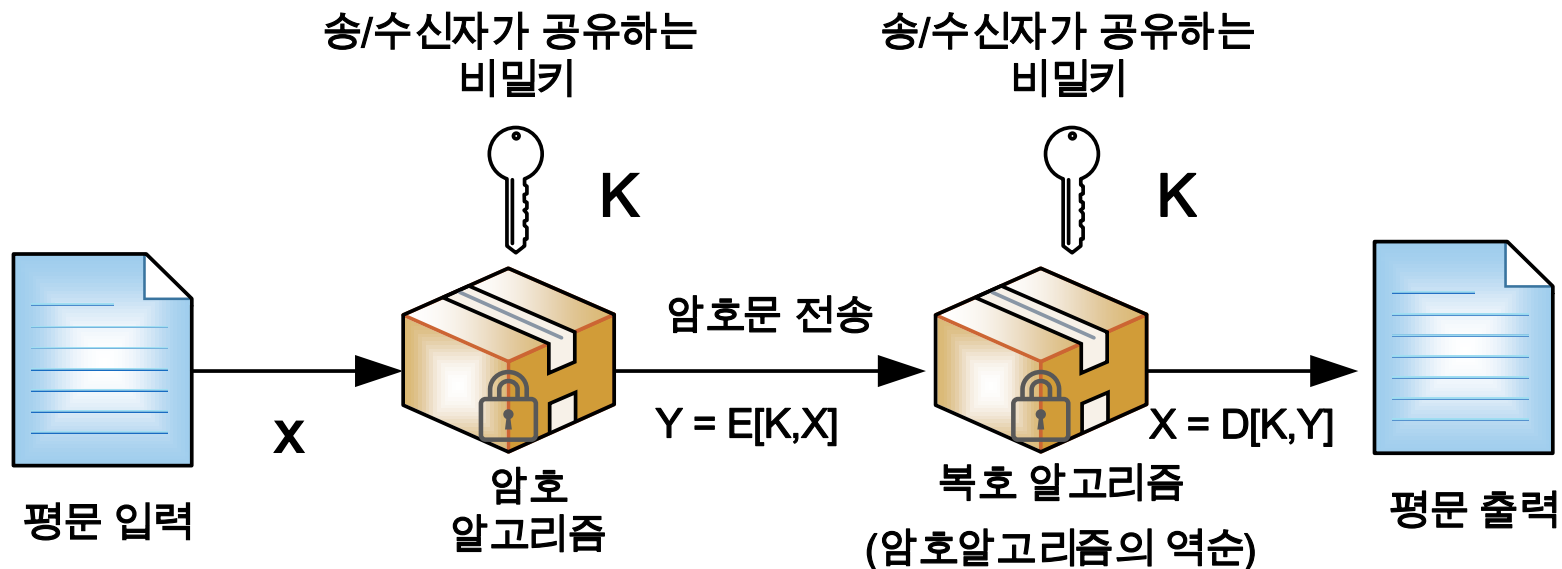 송/수신자가 공유하는
비밀키
송/수신자가 공유하는
비밀키
K
K
암호문 전송
x
Y = E[K,X]
X = D[K,Y]
평문 입력
암호
알고리즘
복호 알고리즘
(암호알고리즘의 역순)
평문 출력